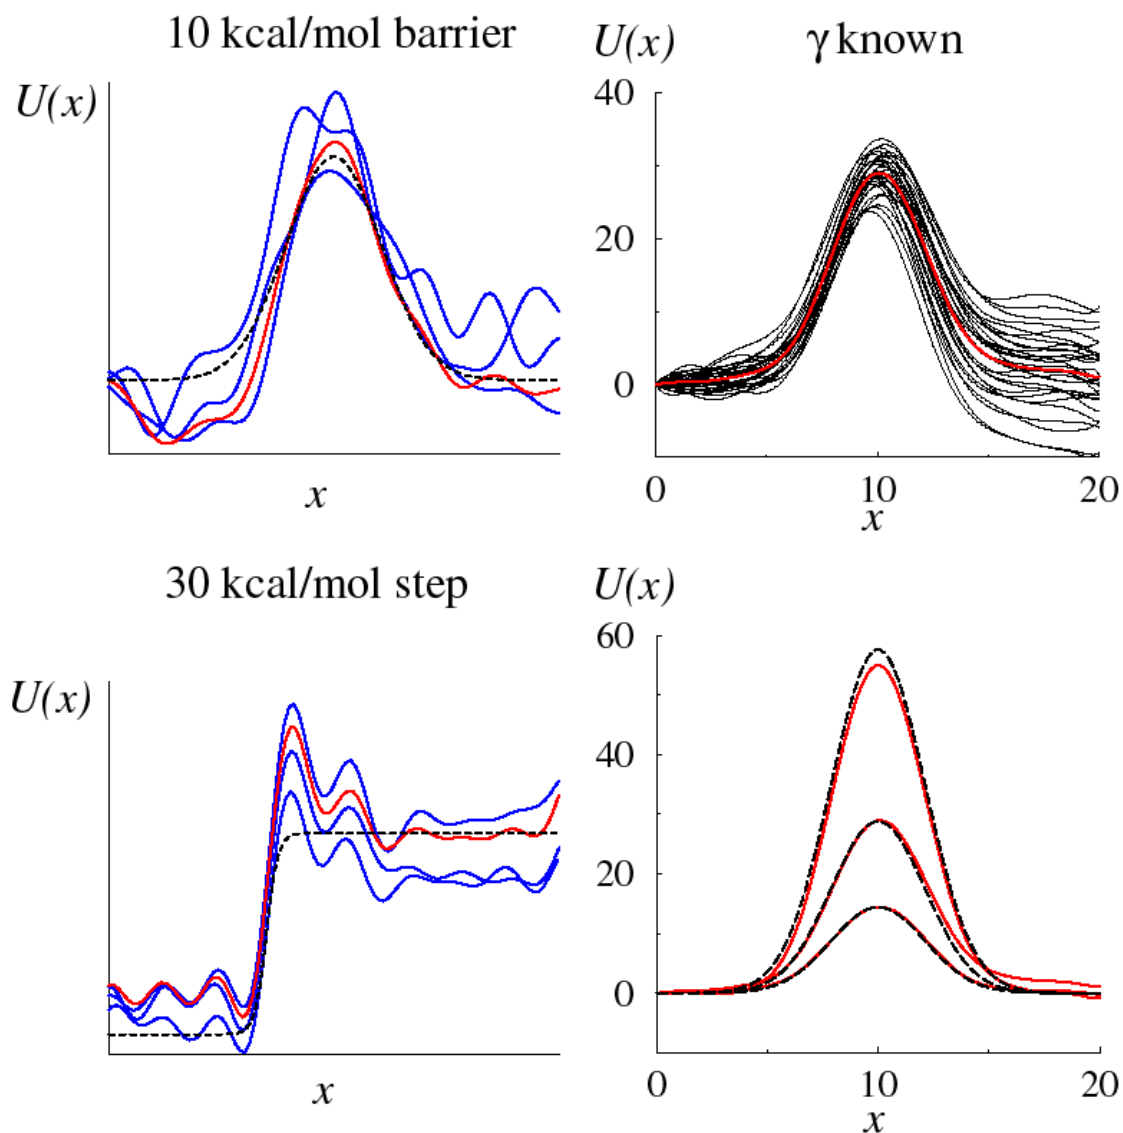 10 kcal/mol barrier
U(x)
x
U(x)
γ known
40
20
0
0
10
20
x
30 kcal/mol step
U(x)
x
U(x)
60
40
20
0
0
10
20
x